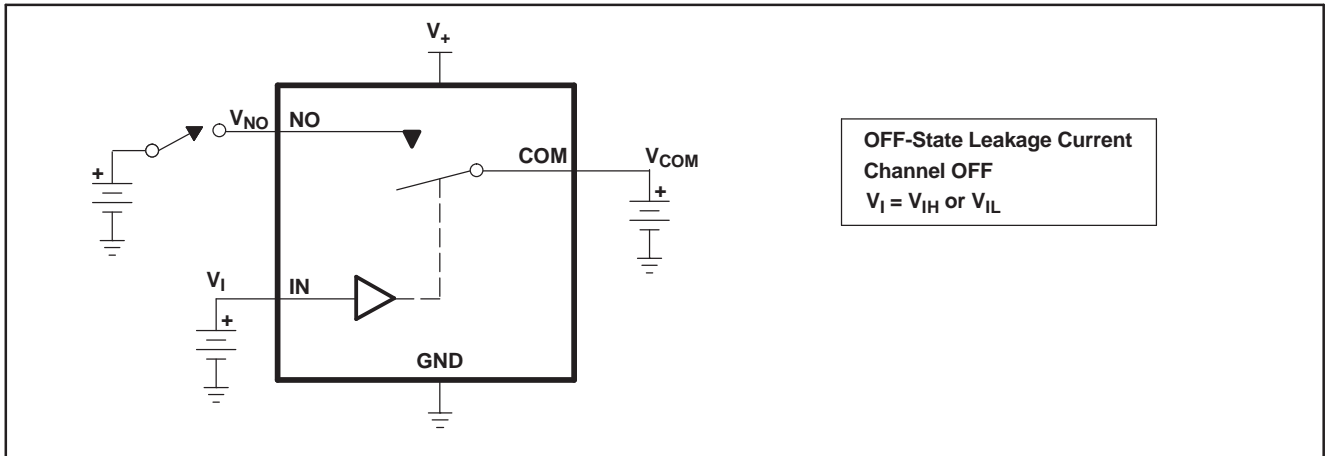 V+
VNO NO
COM VCOM
+
+
VI IN
+
GND
OFF-State Leakage Current
Channel OFF
VI = VIH or VIL